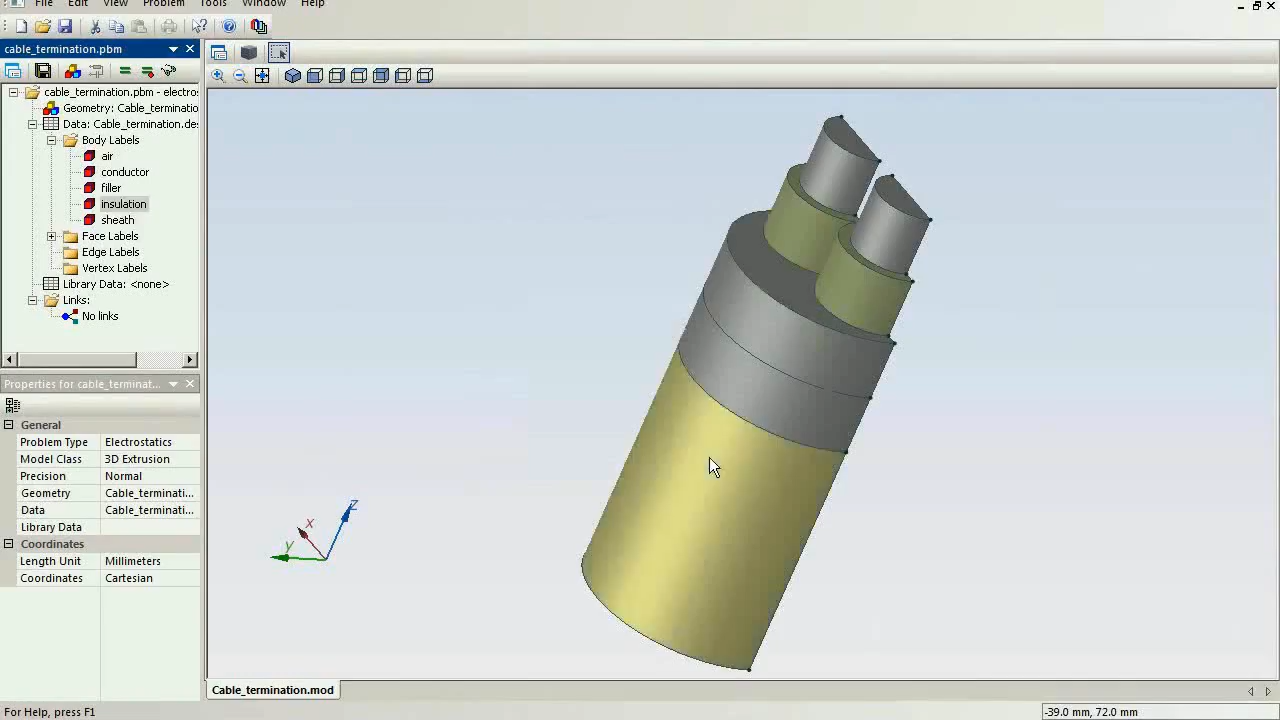 File Edit View Problem Tools Window Help
cable_termination.pbm
cable_termination.pbm - electros
Geometry: Cable_terminatio
Data: Cable_termination.de
Body Labels
air
conductor
filler
insulation
sheath
Face Labels
Edge Labels
Vertex Labels
Library Data: <none>
Links:
No links
Properties for cable_terminat...
General
Problem Type Electrostatics
Model Class 3D Extrusion
Precision Normal
Geometry Cable_terminati...
Data Cable_terminati...
Library Data
Coordinates
Length Unit Millimeters
Coordinates Cartesian
Z
X
y
Cable_termination.mod
For Help, press F1
-39.0 mm, 72.0 mm